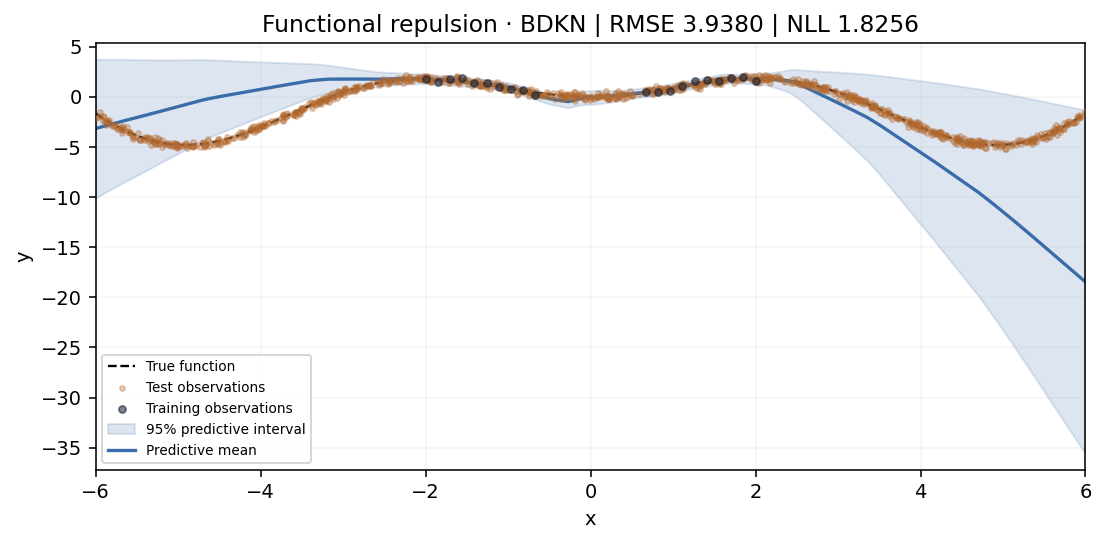 Functional repulsion · BDKN | RMSE 3.9380 | NLL 1.8256
5
0
−5
−10
−15
−20
−25
−30
−35
y
True function
Test observations
Training observations
95% predictive interval
Predictive mean
−6 −4 −2 0 2 4 6
x